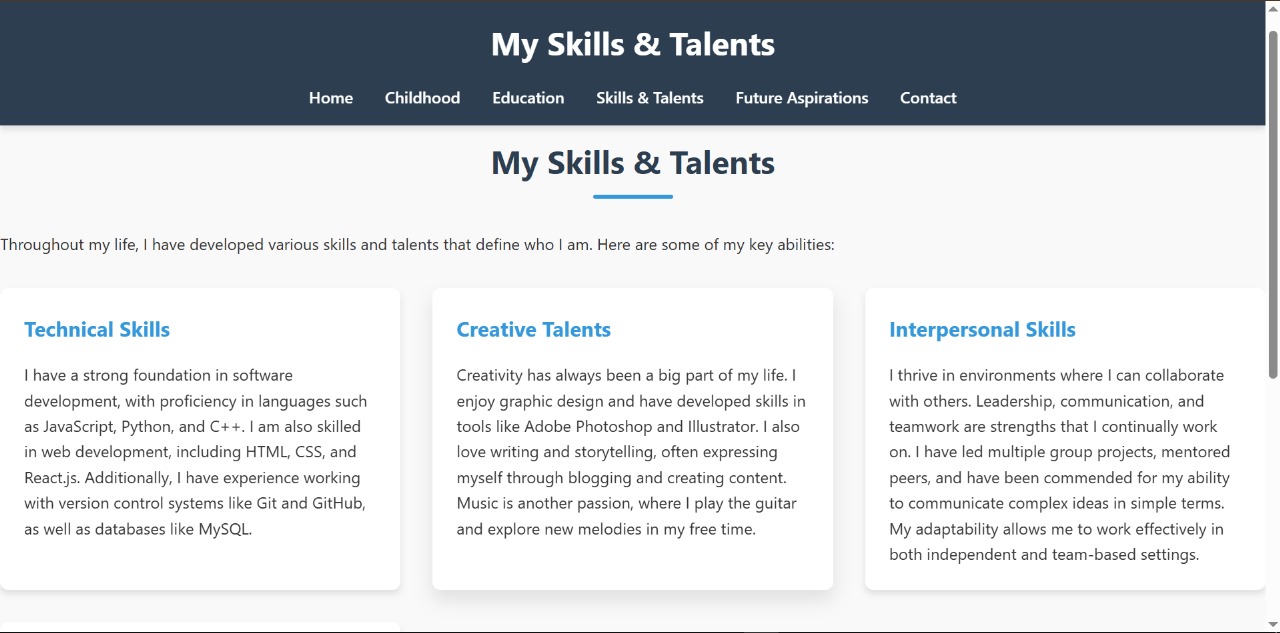 My Skills & Talents
Home Childhood Education Skills & Talents Future Aspirations Contact
My Skills & Talents
Throughout my life, I have developed various skills and talents that define who I am. Here are some of my key abilities:
Technical Skills
I have a strong foundation in software
development, with proficiency in languages such
as JavaScript, Python, and C++. I am also skilled
in web development, including HTML, CSS, and
React.js. Additionally, I have experience working
with version control systems like Git and GitHub,
as well as databases like MySQL.
Creative Talents
Creativity has always been a big part of my life. I
enjoy graphic design and have developed skills in
tools like Adobe Photoshop and Illustrator. I also
love writing and storytelling, often expressing
myself through blogging and creating content.
Music is another passion, where I play the guitar
and explore new melodies in my free time.
Interpersonal Skills
I thrive in environments where I can collaborate
with others. Leadership, communication, and
teamwork are strengths that I continually work
on. I have led multiple group projects, mentored
peers, and have been commended for my ability
to communicate complex ideas in simple terms.
My adaptability allows me to work effectively in
both independent and team-based settings.